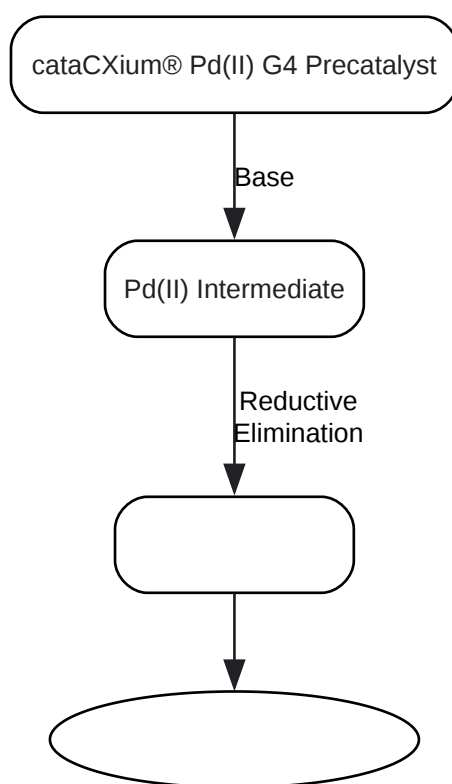 cataCXium® Pd(II) G4 Precatalyst
Base
Pd(II) Intermediate
Reductive
Elimination